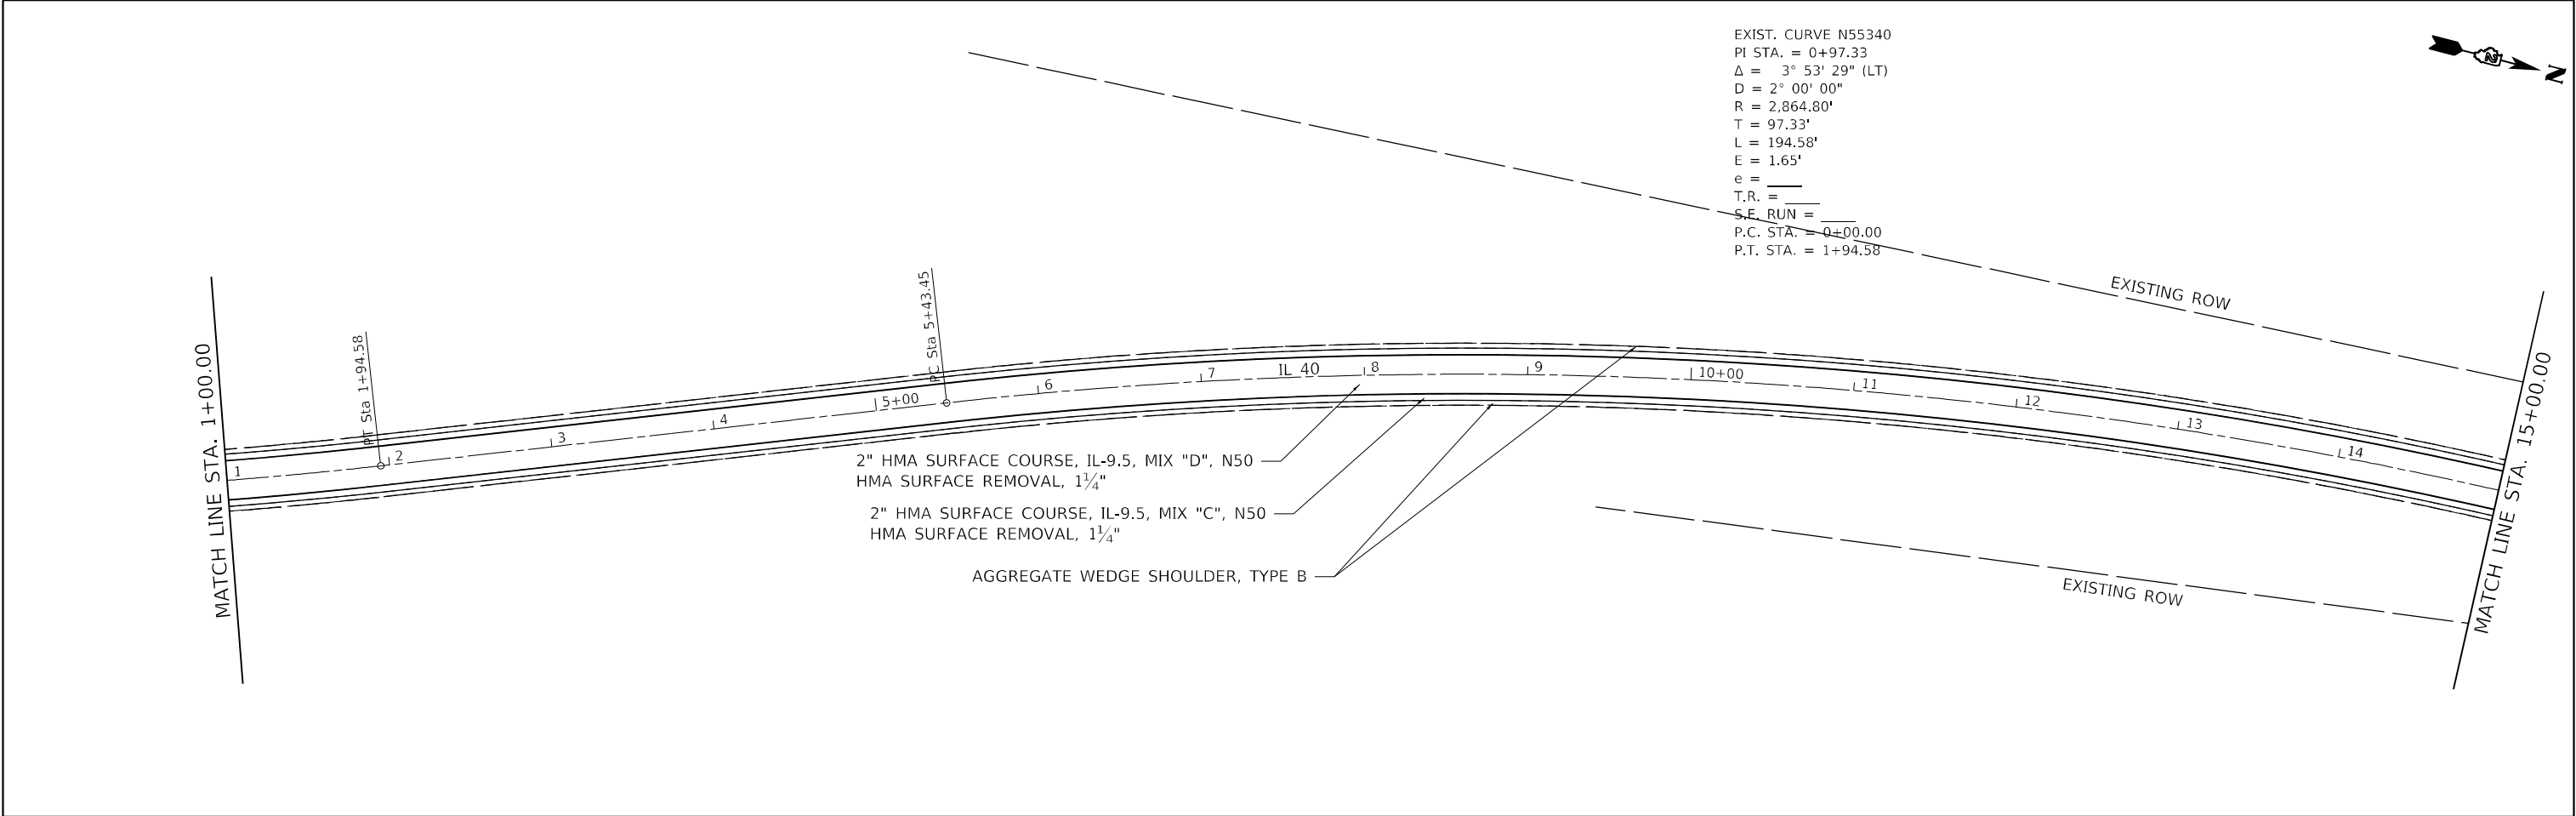 EXIST. CURVE N55340
PI STA. = 0+97.33
Δ = 3° 53' 29" (LT)
D = 2° 00' 00"
R = 2,864.80'
T = 97.33'
L = 194.58'
E = 1.65'
e = ____
T.R. = ____
S.E. RUN = ____
P.C. STA. = 0+00.00
P.T. STA. = 1+94.58
N
EXISTING ROW
MATCH LINE STA. 1+00.00
PT Sta 1+94.58
PC Sta 5+43.45
1
2
3
4
5+00
6
7
IL 40
8
9
10+00
11
12
13
14
MATCH LINE STA. 15+00.00
2" HMA SURFACE COURSE, IL-9.5, MIX "D", N50
HMA SURFACE REMOVAL, 1¼"
2" HMA SURFACE COURSE, IL-9.5, MIX "C", N50
HMA SURFACE REMOVAL, 1¼"
AGGREGATE WEDGE SHOULDER, TYPE B
EXISTING ROW